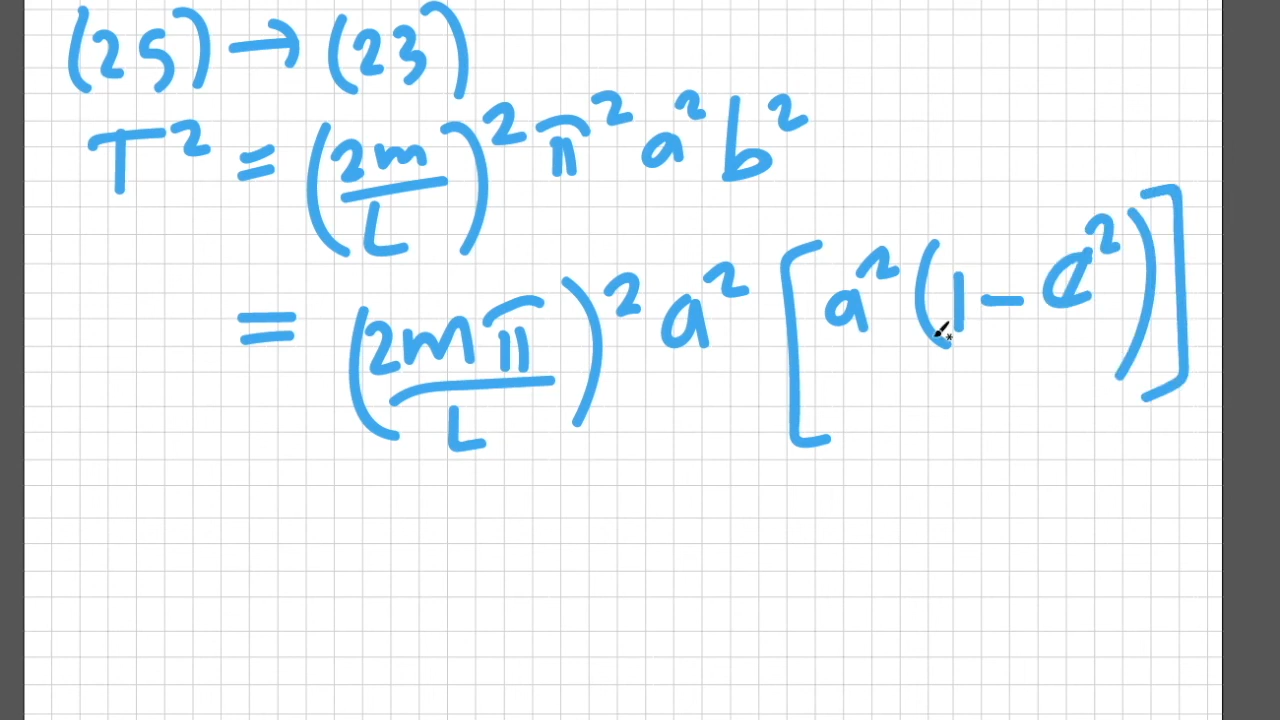 (25) → (23)
T² = (2m/L)² π² a² b²
= (2mπ/L)² a² [a²(1 − e²)]